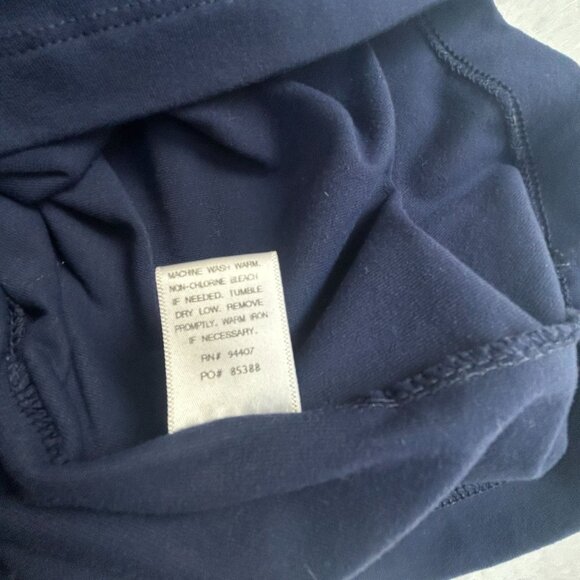 MACHINE WASH WARM.
NON-CHLORINE BLEACH
IF NEEDED. TUMBLE
DRY LOW. REMOVE
PROMPTLY. WARM IRON
IF NECESSARY.
RN# 94407
PO# 85388